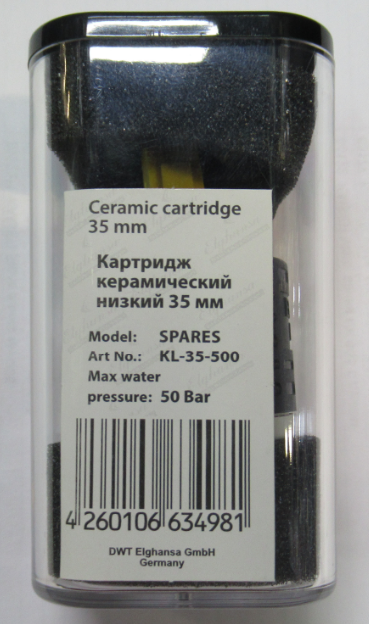 Ceramic cartridge
35 mm
Картридж
керамический
низкий 35 мм
Model: SPARES
Art No.: KL-35-500
Max water
pressure: 50 Bar
4 260106 634981
DWT Elghansa GmbH
Germany